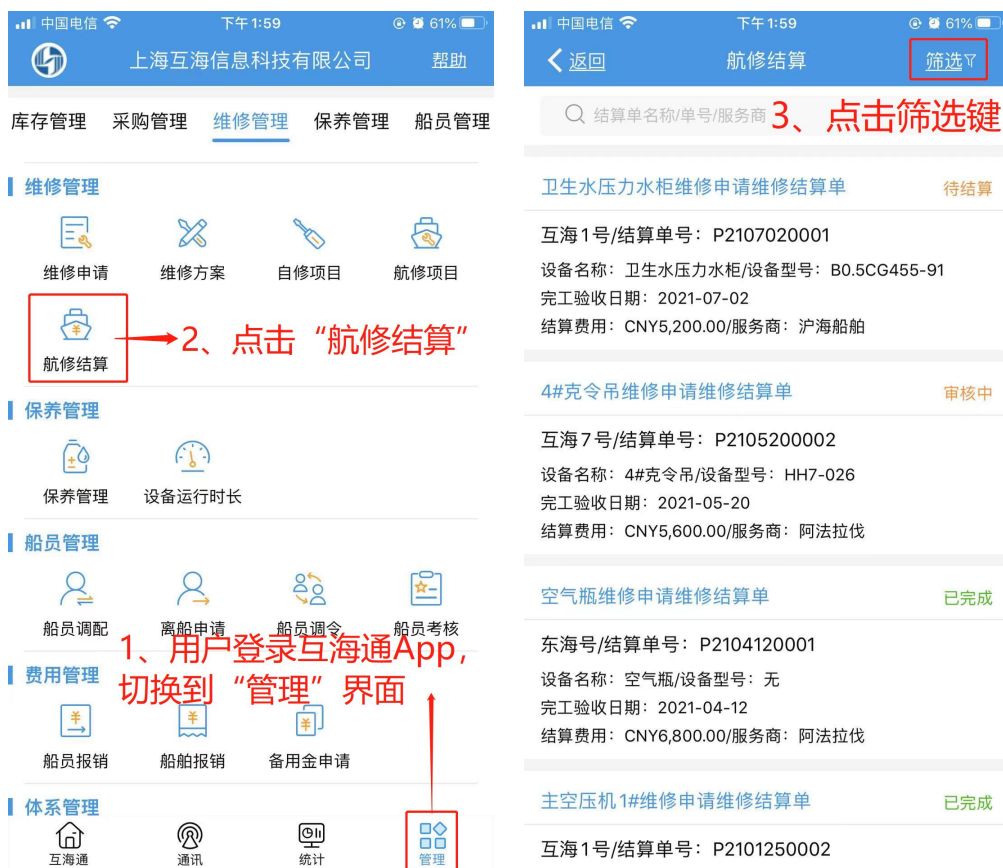 中国电信
下午1:59
61%
上海互海信息科技有限公司
帮助
库存管理
采购管理
维修管理
保养管理
船员管理
维修管理
维修申请
维修方案
自修项目
航修项目
航修结算
2、点击“航修结算”
保养管理
保养管理
设备运行时长
船员管理
船员调配
离船申请
船员调令
船员考核
1、用户登录互海通App,
切换到“管理”界面
费用管理
船员报销
船舶报销
备用金申请
体系管理
互海通
通讯
统计
管理
中国电信
下午1:59
61%
返回
航修结算
筛选
结算单名称/单号/服务商
3、点击筛选键
卫生水压力水柜维修申请维修结算单
待结算
互海1号/结算单号：P2107020001
设备名称：卫生水压力水柜/设备型号：B0.5CG455-91
完工验收日期：2021-07-02
结算费用：CNY5,200.00/服务商：沪海船舶
4#克令吊维修申请维修结算单
审核中
互海7号/结算单号：P2105200002
设备名称：4#克令吊/设备型号：HH7-026
完工验收日期：2021-05-20
结算费用：CNY5,600.00/服务商：阿法拉伐
空气瓶维修申请维修结算单
已完成
东海号/结算单号：P2104120001
设备名称：空气瓶/设备型号：无
完工验收日期：2021-04-12
结算费用：CNY6,800.00/服务商：阿法拉伐
主空压机1#维修申请维修结算单
已完成
互海1号/结算单号：P2101250002